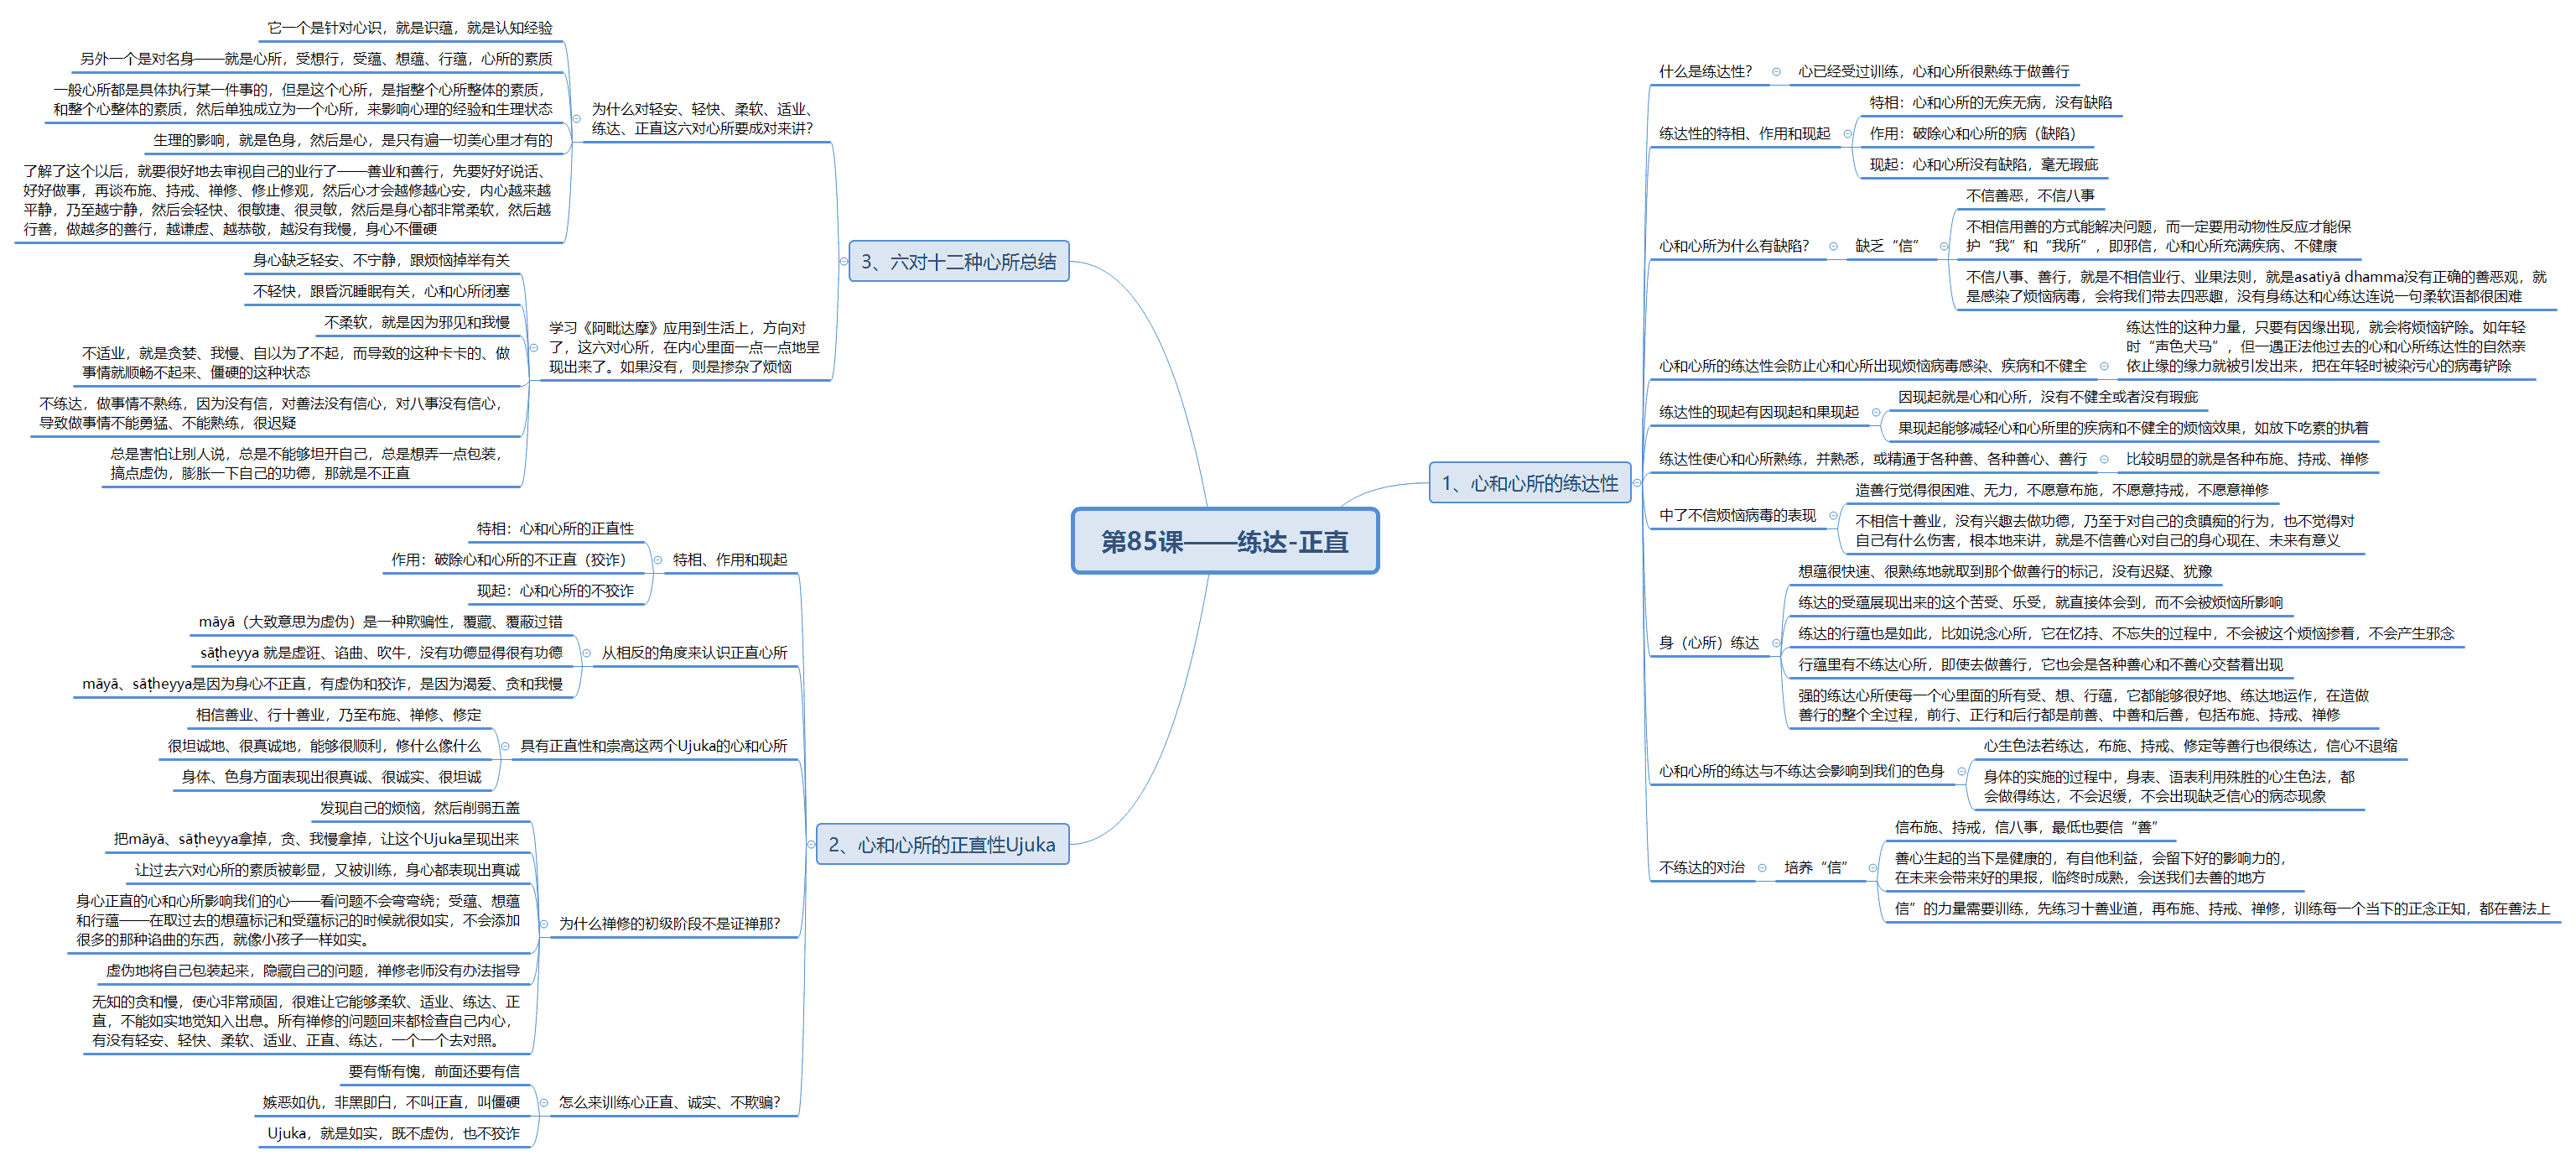 第85课——练达-正直
1、心和心所的练达性
什么是练达性?
心已经受过训练，心和心所很熟练于做善行
练达性的特相、作用和现起
特相：心和心所的无疾无病，没有缺陷
作用：破除心和心所的病（缺陷）
现起：心和心所没有缺陷，毫无瑕疵
心和心所为什么有缺陷?
缺乏“信”
不信善恶，不信八事
不相信用善的方式能解决问题，而一定要用动物性反应才能保
护“我”和“我所”，即邪信，心和心所充满疾病、不健康
不信八事、善行，就是不相信业行、业果法则，就是asatiyā dhamma没有正确的善恶观，就
是感染了烦恼病毒，会将我们带去四恶趣，没有身练达和心练达连说一句柔软语都很困难
心和心所的练达性会防止心和心所出现烦恼病毒感染、疾病和不健全
练达性的这种力量，只要有因缘出现，就会将烦恼铲除。如年轻
时“声色犬马”，但一遇正法他过去的心和心所练达性的自然亲
依止缘的缘力就被引发出来，把在年轻时被染污心的病毒铲除
练达性的现起有因现起和果现起
因现起就是心和心所，没有不健全或者没有瑕疵
果现起能够减轻心和心所里的疾病和不健全的烦恼效果，如放下吃素的执着
练达性使心和心所熟练，并熟悉，或精通于各种善、各种善心、善行
比较明显的就是各种布施、持戒、禅修
中了不信烦恼病毒的表现
造善行觉得很困难、无力，不愿意布施，不愿意持戒，不愿意禅修
不相信十善业，没有兴趣去做功德，乃至于对自己的贪瞋痴的行为，也不觉得对
自己有什么伤害，根本地来讲，就是不信善心对自己的身心现在、未来有意义
身（心所）练达
想蕴很快速、很熟练地就取到那个做善行的标记，没有迟疑、犹豫
练达的受蕴展现出来的这个苦受、乐受，就直接体会到，而不会被烦恼所影响
练达的行蕴也是如此，比如说念心所，它在忆持、不忘失的过程中，不会被这个烦恼掺着，不会产生邪念
行蕴里有不练达心所，即使去做善行，它也会是各种善心和不善心交替着出现
强的练达心所使每一个心里面的所有受、想、行蕴，它都能够很好地、练达地运作，在造做
善行的整个全过程，前行、正行和后行都是前善、中善和后善，包括布施、持戒、禅修
心和心所的练达与不练达会影响到我们的色身
心生色法若练达，布施、持戒、修定等善行也很练达，信心不退缩
身体的实施的过程中，身表、语表利用殊胜的心生色法，都
会做得练达，不会迟缓，不会出现缺乏信心的病态现象
不练达的对治
培养“信”
信布施、持戒，信八事，最低也要信“善”
善心生起的当下是健康的，有自他利益，会留下好的影响力的，
在未来会带来好的果报，临终时成熟，会送我们去善的地方
信”的力量需要训练，先练习十善业道，再布施、持戒、禅修，训练每一个当下的正念正知，都在善法上
2、心和心所的正直性Ujuka
特相、作用和现起
特相：心和心所的正直性
作用：破除心和心所的不正直（狡诈）
现起：心和心所的不狡诈
从相反的角度来认识正直心所
māyā（大致意思为虚伪）是一种欺骗性，覆藏、覆蔽过错
sāṭheyya 就是虚诳、谄曲、吹牛，没有功德显得很有功德
māyā、sāṭheyya是因为身心不正直，有虚伪和狡诈，是因为渴爱、贪和我慢
具有正直性和崇高这两个Ujuka的心和心所
相信善业、行十善业，乃至布施、禅修、修定
很坦诚地、很真诚地，能够很顺利，修什么像什么
身体、色身方面表现出很真诚、很诚实、很坦诚
为什么禅修的初级阶段不是证禅那?
发现自己的烦恼，然后削弱五盖
把māyā、sāṭheyya拿掉，贪、我慢拿掉，让这个Ujuka呈现出来
让过去六对心所的素质被彰显，又被训练，身心都表现出真诚
身心正直的心和心所影响我们的心——看问题不会弯弯绕；受蕴、想蕴
和行蕴——在取过去的想蕴标记和受蕴标记的时候就很如实，不会添加
很多的那种谄曲的东西，就像小孩子一样如实。
虚伪地将自己包装起来，隐藏自己的问题，禅修老师没有办法指导
无知的贪和慢，使心非常顽固，很难让它能够柔软、适业、练达、正
直，不能如实地觉知入出息。所有禅修的问题回来都检查自己内心，
有没有轻安、轻快、柔软、适业、正直、练达，一个一个去对照。
怎么来训练心正直、诚实、不欺骗?
要有惭有愧，前面还要有信
嫉恶如仇，非黑即白，不叫正直，叫僵硬
Ujuka，就是如实，既不虚伪，也不狡诈
3、六对十二种心所总结
为什么对轻安、轻快、柔软、适业、
练达、正直这六对心所要成对来讲?
它一个是针对心识，就是识蕴，就是认知经验
另外一个是对名身——就是心所，受想行，受蕴、想蕴、行蕴，心所的素质
一般心所都是具体执行某一件事的，但是这个心所，是指整个心所整体的素质，
和整个心整体的素质，然后单独成立为一个心所，来影响心理的经验和生理状态
生理的影响，就是色身，然后是心，是只有遍一切美心里才有的
了解了这个以后，就要很好地去审视自己的业行了——善业和善行，先要好好说话、
好好做事，再谈布施、持戒、禅修、修止修观，然后心才会越修越心安，内心越来越
平静，乃至越宁静，然后会轻快、很敏捷、很灵敏，然后是身心都非常柔软，然后越
行善，做越多的善行，越谦虚、越恭敬，越没有我慢，身心不僵硬
学习《阿毗达摩》应用到生活上，方向对
了，这六对心所，在内心里面一点一点地呈
现出来了。如果没有，则是掺杂了烦恼
身心缺乏轻安、不宁静，跟烦恼掉举有关
不轻快，跟昏沉睡眠有关，心和心所闭塞
不柔软，就是因为邪见和我慢
不适业，就是贪婪、我慢、自以为了不起，而导致的这种卡卡的、做
事情就顺畅不起来、僵硬的这种状态
不练达，做事情不熟练，因为没有信，对善法没有信心，对八事没有信心，
导致做事情不能勇猛、不能熟练，很迟疑
总是害怕让别人说，总是不能够坦开自己，总是想弄一点包装，
搞点虚伪，膨胀一下自己的功德，那就是不正直